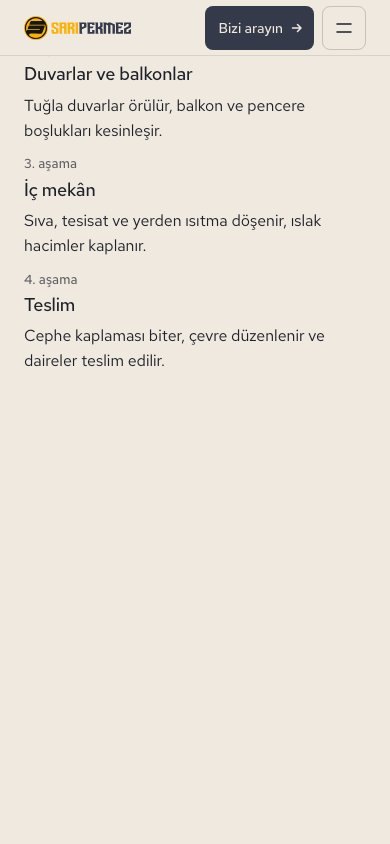 SARIPEKMEZ
Bizi arayın →
Duvarlar ve balkonlar
Tuğla duvarlar örülür, balkon ve pencere
boşlukları kesinleşir.
3. aşama
İç mekân
Sıva, tesisat ve yerden ısıtma döşenir, ıslak
hacimler kaplanır.
4. aşama
Teslim
Cephe kaplaması biter, çevre düzenlenir ve
daireler teslim edilir.